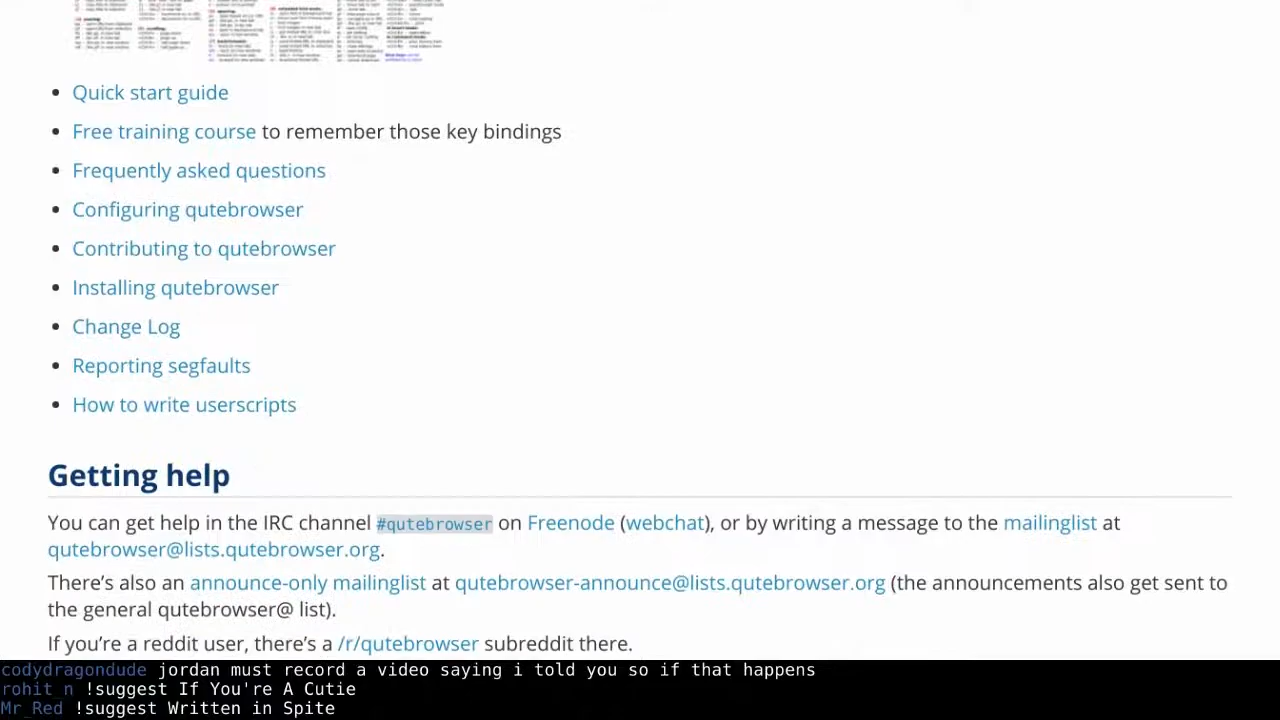 Quick start guide
Free training course to remember those key bindings
Frequently asked questions
Configuring qutebrowser
Contributing to qutebrowser
Installing qutebrowser
Change Log
Reporting segfaults
How to write userscripts
Getting help
You can get help in the IRC channel #qutebrowser on Freenode (webchat), or by writing a message to the mailinglist at
qutebrowser@lists.qutebrowser.org.
There’s also an announce-only mailinglist at qutebrowser-announce@lists.qutebrowser.org (the announcements also get sent to
the general qutebrowser@ list).
If you’re a reddit user, there’s a /r/qutebrowser subreddit there.
codydragondude jordan must record a video saying i told you so if that happens
rohit_n !suggest If You're A Cutie
Mr_Red !suggest Written in Spite